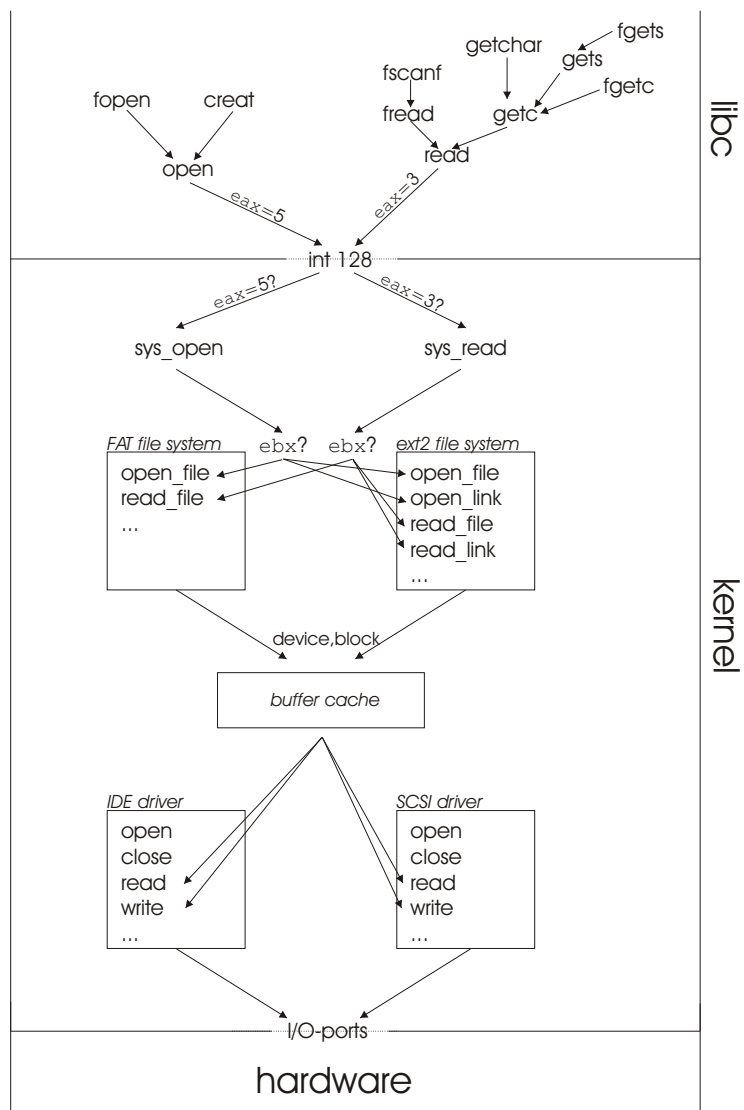 fgets
getchar
gets
fscanf
fgetc
fopen
creat
fread
getc
libc
read
open
eax=5
eax=3
int 128
eax=5?
eax=3?
sys_open
sys_read
FAT file system
ebx?
ebx?
ext2 file system
open_file
read_file
...
open_file
open_link
read_file
read_link
...
kernel
device,block
buffer cache
IDE driver
open
close
read
write
...
SCSI driver
open
close
read
write
...
I/O-ports
hardware